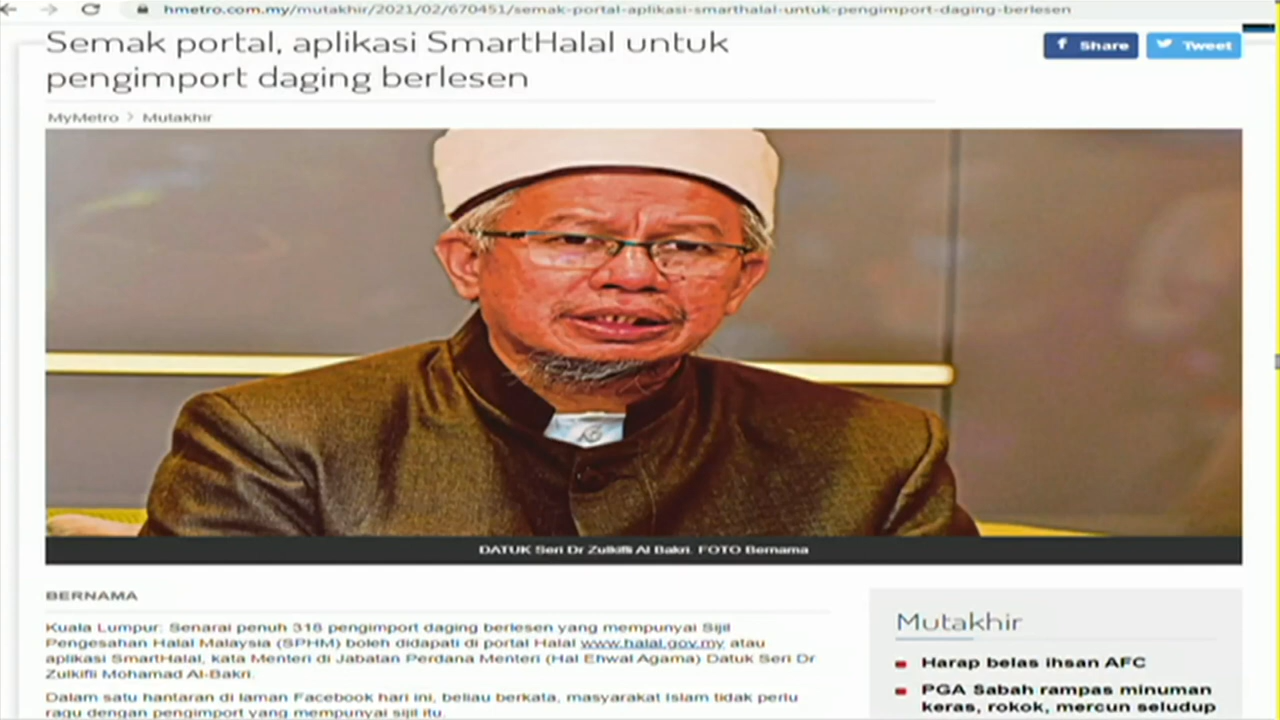 hmetro.com.my/mutakhir/2021/02/670451/semak-portal-aplikasi-smarthalal-untuk-pengimport-daging-berlesen
Semak portal, aplikasi SmartHalal untuk
pengimport daging berlesen
Share
Tweet
MyMetro > Mutakhir
DATUK Seri Dr Zulkifli Al Bakri. FOTO Bernama
BERNAMA
Kuala Lumpur: Senarai penuh 318 pengimport daging berlesen yang mempunyai Sijil
Pengesahan Halal Malaysia (SPHM) boleh didapati di portal Halal www.halal.gov.my atau
aplikasi SmartHalal, kata Menteri di Jabatan Perdana Menteri (Hal Ehwal Agama) Datuk Seri Dr
Zulkifli Mohamad Al-Bakri.
Dalam satu hantaran di laman Facebook hari ini, beliau berkata, masyarakat Islam tidak perlu
ragu dengan pengimport yang mempunyai sijil itu.
Mutakhir
Harap belas ihsan AFC
PGA Sabah rampas minuman
keras, rokok, mercun seludup